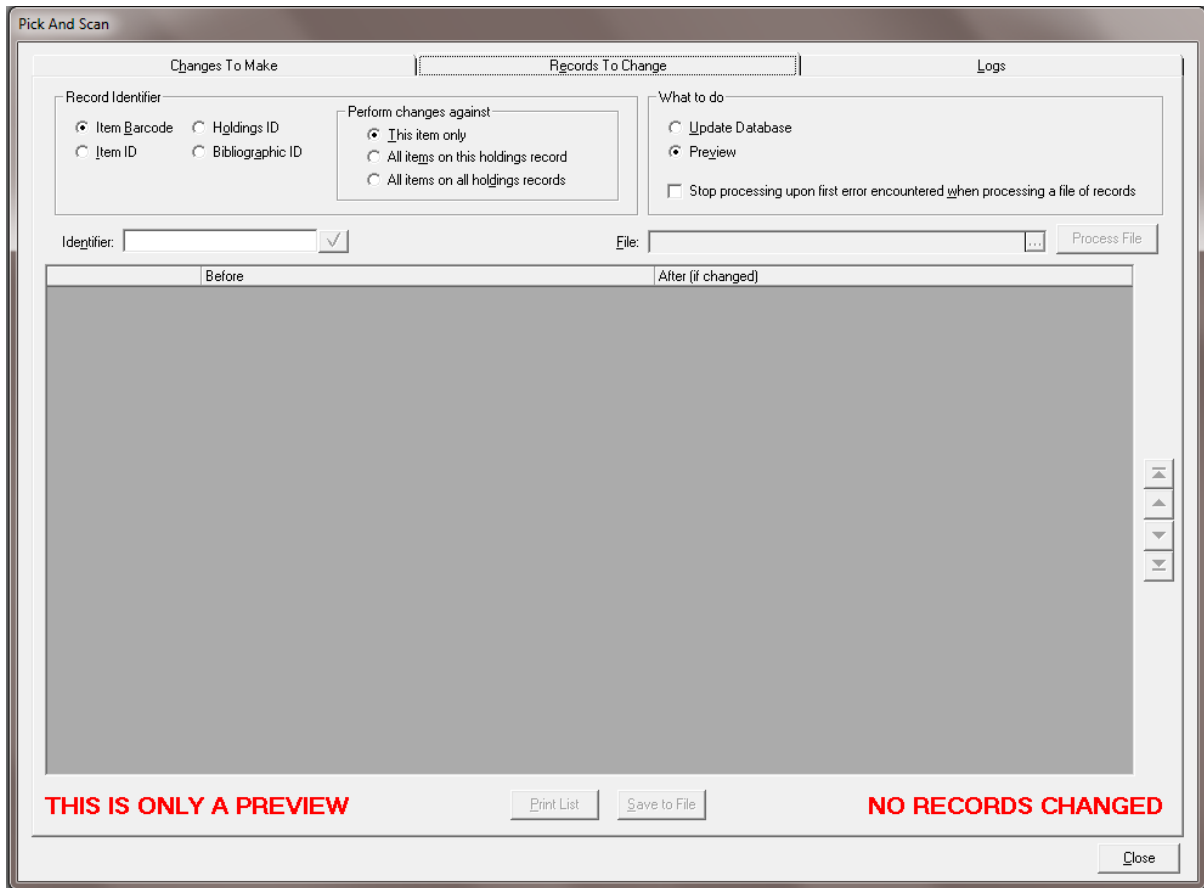 Pick And Scan
Changes To Make Records To Change Logs
Record Identifier
Item Barcode Holdings ID
Item ID Bibliographic ID
Perform changes against
This item only
All items on this holdings record
All items on all holdings records
What to do
Update Database
Preview
Stop processing upon first error encountered when processing a file of records
Identifier: File: ... Process File
Before After (if changed)
THIS IS ONLY A PREVIEW Print List Save to File NO RECORDS CHANGED
Close